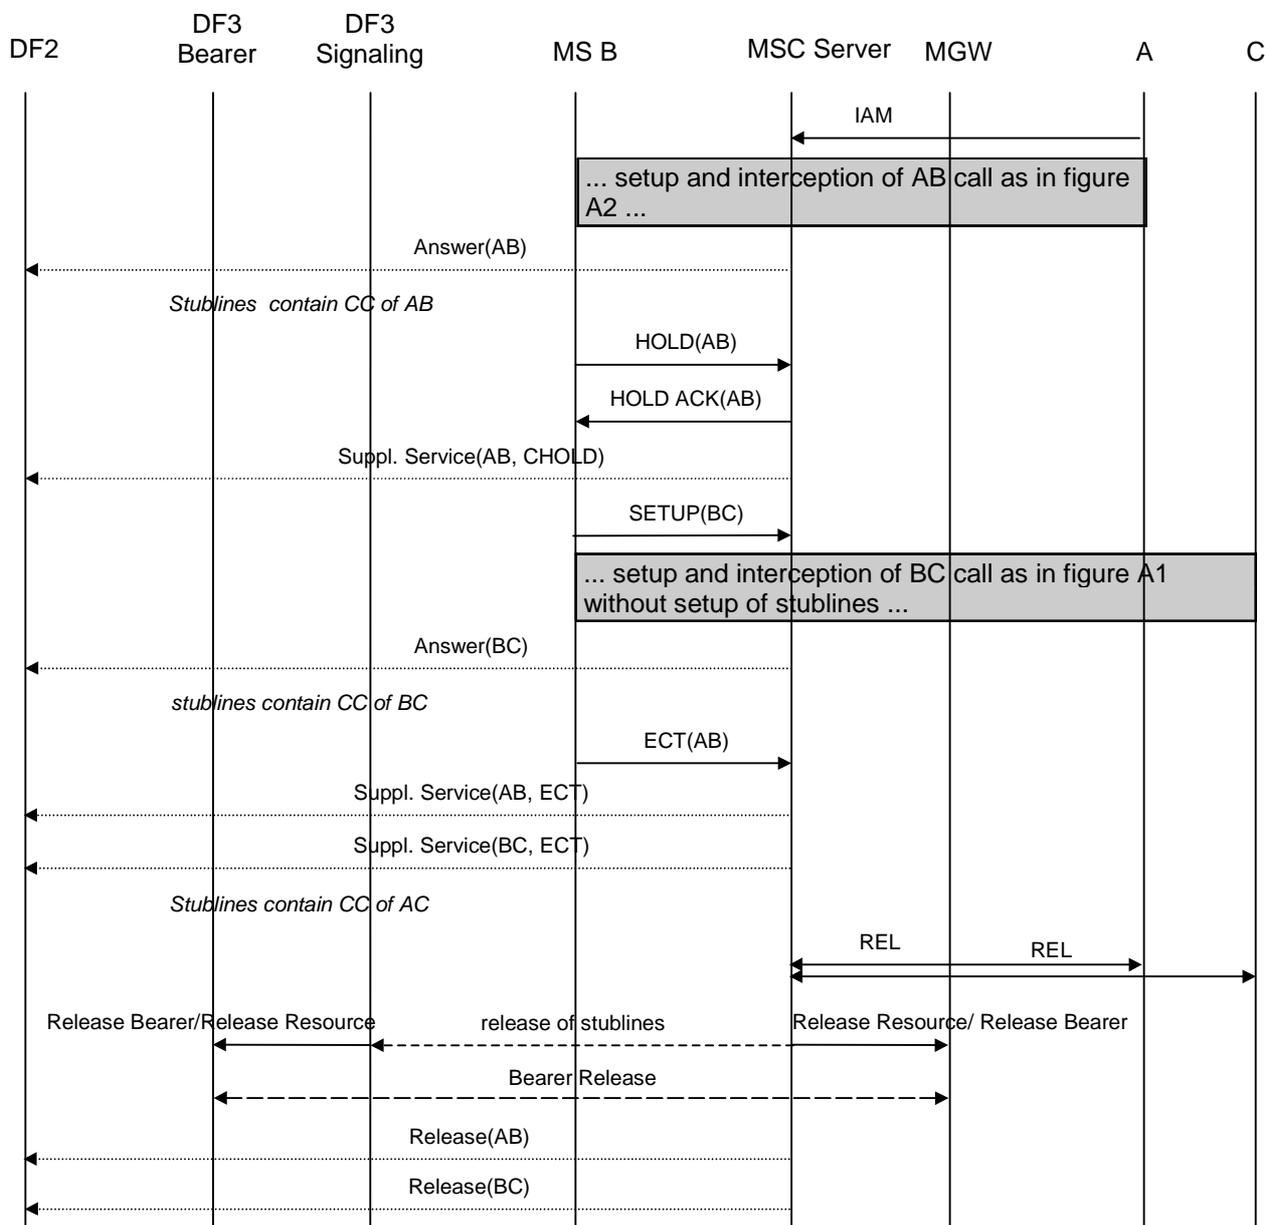 DF2
DF3
Bearer
DF3
Signaling
MS B
MSC Server
MGW
A
C
IAM
... setup and interception of AB call as in figure
A2 ...
Answer(AB)
Stublines contain CC of AB
HOLD(AB)
HOLD ACK(AB)
Suppl. Service(AB, CHOLD)
SETUP(BC)
... setup and interception of BC call as in figure A1
without setup of stublines ...
Answer(BC)
stublines contain CC of BC
ECT(AB)
Suppl. Service(AB, ECT)
Suppl. Service(BC, ECT)
Stublines contain CC of AC
REL
REL
Release Bearer/Release Resource
release of stublines
Release Resource/ Release Bearer
Bearer Release
Release(AB)
Release(BC)